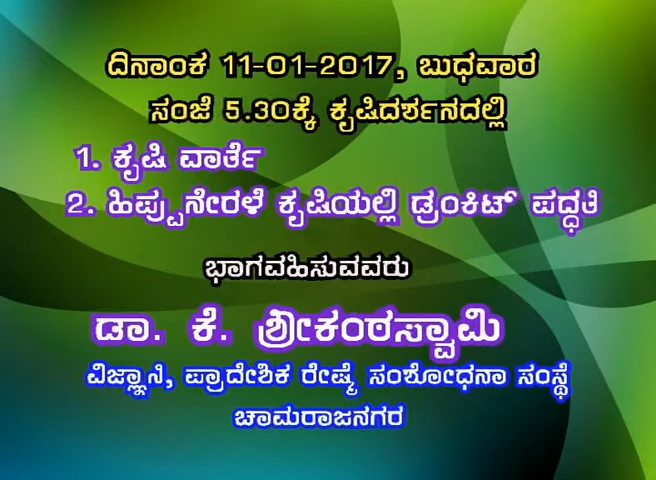 ದಿನಾಂಕ 11-01-2017, ಬುಧವಾರ
ಸಂಜೆ 5.30ಕ್ಕೆ ಕೃಷಿದರ್ಶನದಲ್ಲಿ
1. ಕೃಷಿ ವಾರ್ತೆ
2. ಹಿಪ್ಪುನೇರಳೆ ಕೃಷಿಯಲ್ಲಿ ಡ್ರಂಕಿಟ್ ಪದ್ಧತಿ
ಭಾಗವಹಿಸುವವರು
ಡಾ. ಕೆ. ಶ್ರೀಕಂಠಸ್ವಾಮಿ
ವಿಜ್ಞಾನಿ, ಪ್ರಾದೇಶಿಕ ರೇಷ್ಮೆ ಸಂಶೋಧನಾ ಸಂಸ್ಥೆ
ಚಾಮರಾಜನಗರ